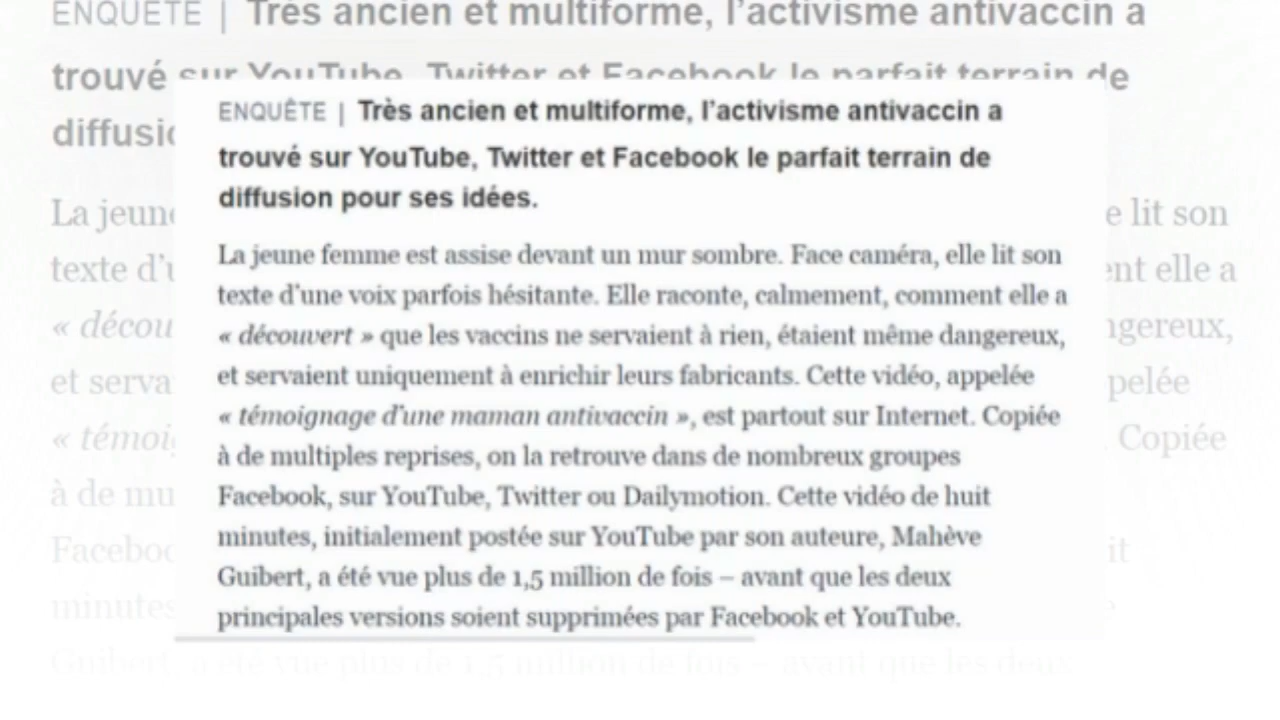 ENQUÊTE | Très ancien et multiforme, l'activisme antivaccin a
trouvé sur YouTube, Twitter et Facebook le parfait terrain de
diffusion pour ses idées.
La jeune femme est assise devant un mur sombre. Face caméra, elle lit son
texte d'une voix parfois hésitante. Elle raconte, calmement, comment elle a
« découvert » que les vaccins ne servaient à rien, étaient même dangereux,
et servaient uniquement à enrichir leurs fabricants. Cette vidéo, appelée
« témoignage d'une maman antivaccin », est partout sur Internet. Copiée
à de multiples reprises, on la retrouve dans de nombreux groupes
Facebook, sur YouTube, Twitter ou Dailymotion. Cette vidéo de huit
minutes, initialement postée sur YouTube par son auteure, Mahève
Guibert, a été vue plus de 1,5 million de fois – avant que les deux
principales versions soient supprimées par Facebook et YouTube.